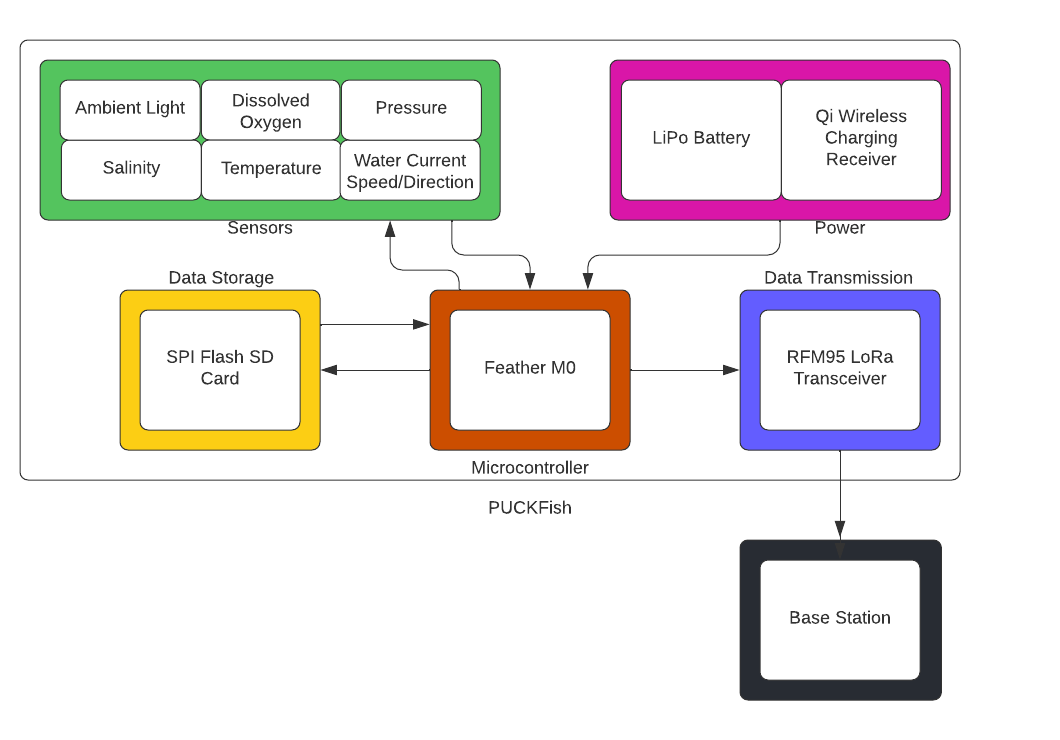 Ambient Light
Dissolved
Oxygen
Pressure
Salinity
Temperature
Water Current
Speed/Direction
Sensors
LiPo Battery
Qi Wireless
Charging
Receiver
Power
Data Storage
SPI Flash SD
Card
Feather M0
Microcontroller
Data Transmission
RFM95 LoRa
Transceiver
PUCKFish
Base Station